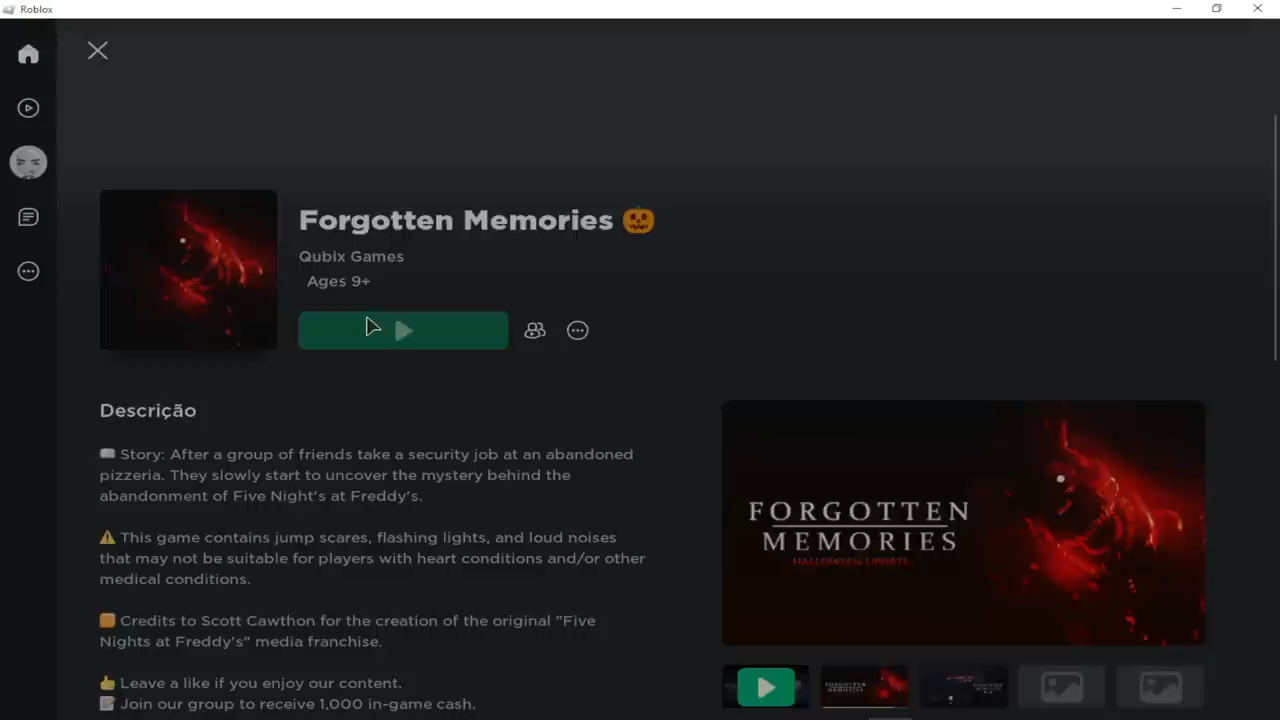 Roblox
Forgotten Memories 🎃
Qubix Games
Ages 9+
Descrição
Story: After a group of friends take a security job at an abandoned
pizzeria. They slowly start to uncover the mystery behind the
abandonment of Five Night's at Freddy's.
⚠️ This game contains jump scares, flashing lights, and loud noises
that may not be suitable for players with heart conditions and/or other
medical conditions.
🟧 Credits to Scott Cawthon for the creation of the original "Five
Nights at Freddy's" media franchise.
👍 Leave a like if you enjoy our content.
📝 Join our group to receive 1,000 in-game cash.
FORGOTTEN
MEMORIES
HALLOWEEN UPDATE